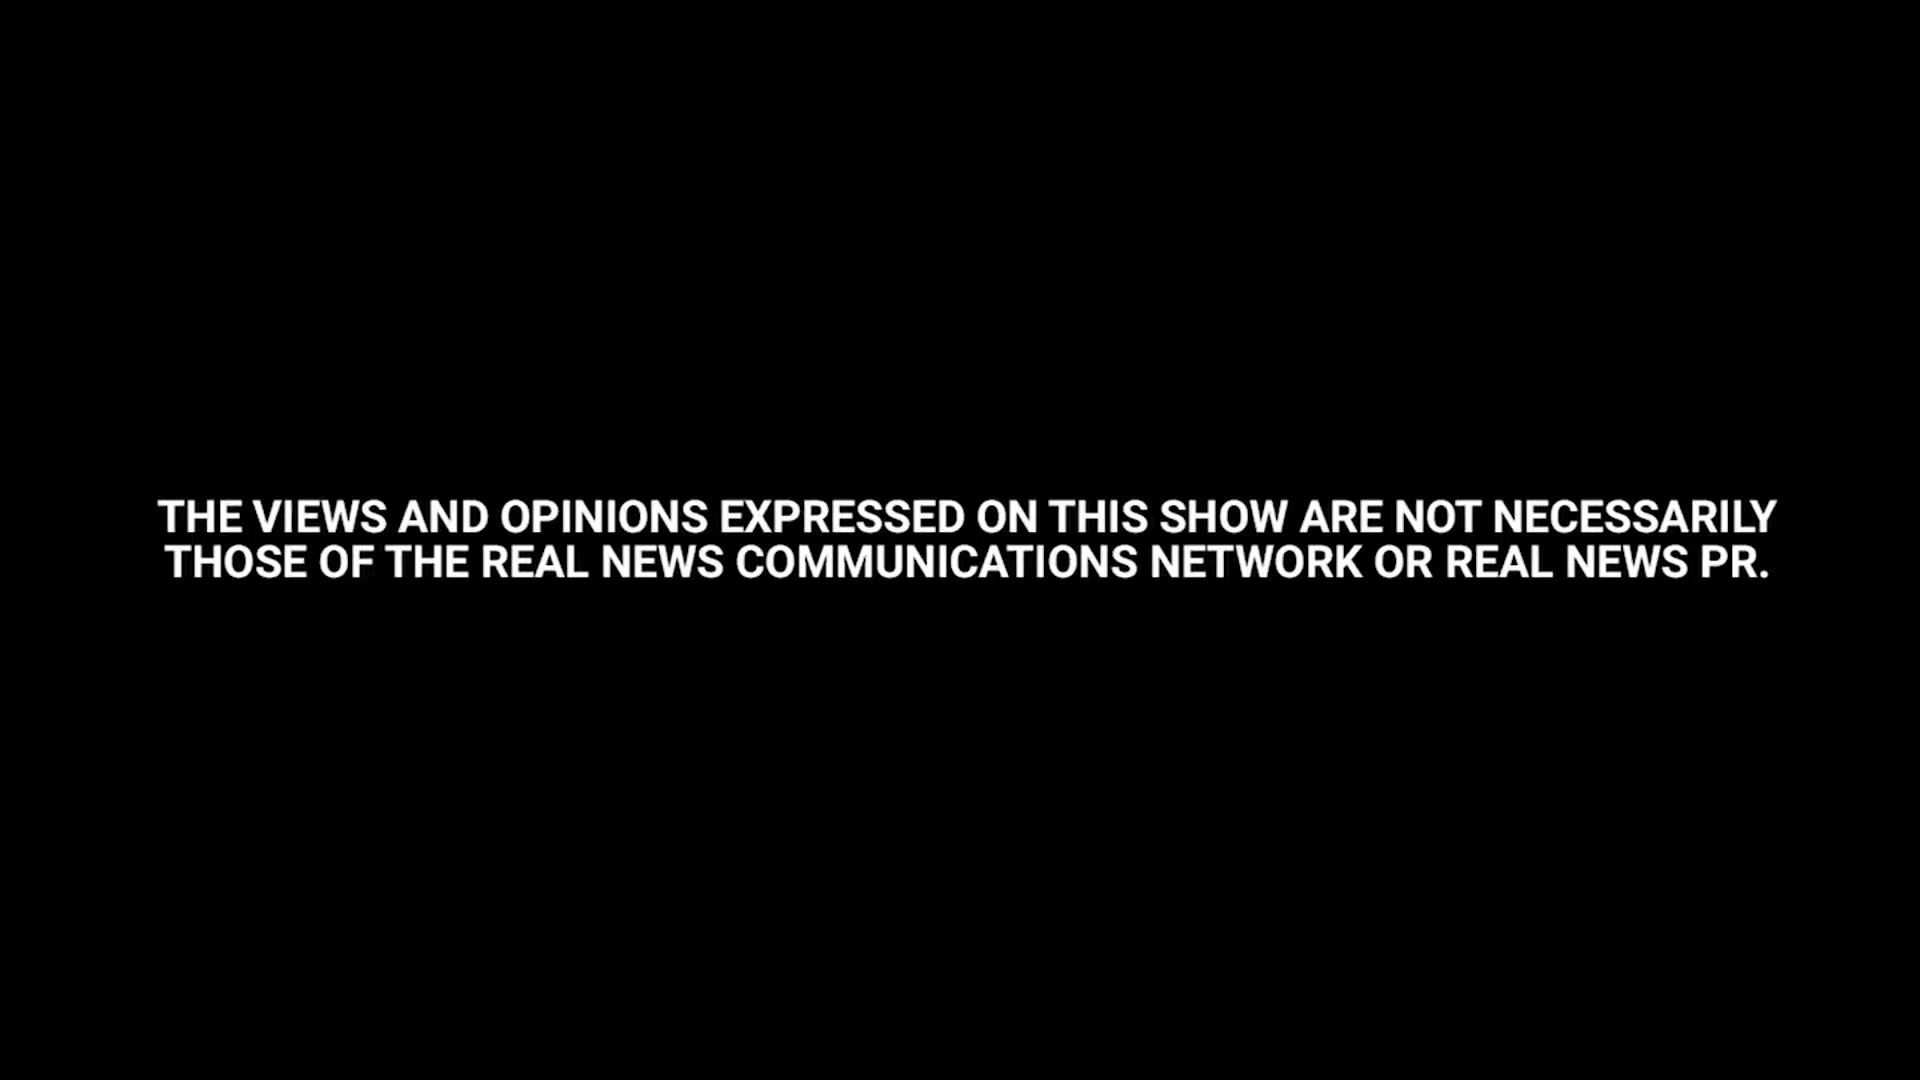 THE VIEWS AND OPINIONS EXPRESSED ON THIS SHOW ARE NOT NECESSARILY
THOSE OF THE REAL NEWS COMMUNICATIONS NETWORK OR REAL NEWS PR.